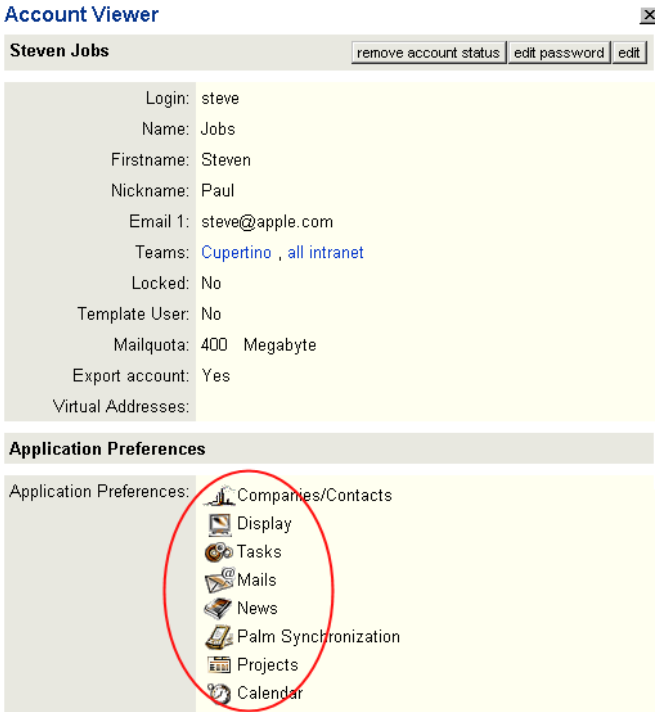 Account Viewer
Steven Jobs remove account status edit password edit
Login: steve
Name: Jobs
Firstname: Steven
Nickname: Paul
Email 1: steve@apple.com
Teams: Cupertino , all intranet
Locked: No
Template User: No
Mailquota: 400 Megabyte
Export account: Yes
Virtual Addresses:
Application Preferences
Application Preferences: Companies/Contacts
Display
Tasks
Mails
News
Palm Synchronization
Projects
Calendar